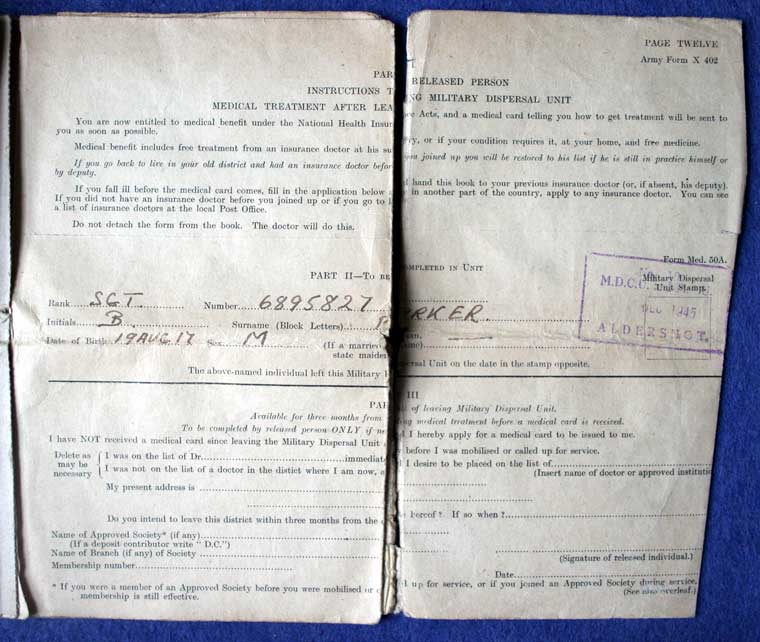 PAGE TWELVE
Army Form X 402
PAR RELEASED PERSON
INSTRUCTIONS T
MEDICAL TREATMENT AFTER LEA NG MILITARY DISPERSAL UNIT
You are now entitled to medical benefit under the National Health Insur ce Acts, and a medical card telling you how to get treatment will be sent to
you as soon as possible.
Medical benefit includes free treatment from an insurance doctor at his su ry, or if your condition requires it, at your home, and free medicine.
If you go back to live in your old district and had an insurance doctor befor you joined up you will be restored to his list if he is still in practice himself or
by deputy.
If you fall ill before the medical card comes, fill in the application below a hand this book to your previous insurance doctor (or, if absent, his deputy).
If you did not have an insurance doctor before you joined up or if you go to l in another part of the country, apply to any insurance doctor. You can see
a list of insurance doctors at the local Post Office.
Do not detach the form from the book. The doctor will do this.
Form Med. 50A.
PART II—TO BE COMPLETED IN UNIT
Military Dispersal
Unit Stamp.
M.D.C.
1945
ALDERSHOT.
Rank SGT. Number 6895827
Initials B Surname (Block Letters) RKER.
Date of Birth 19 AUG 17 Sex M (If a married
state maiden name)
The above-named individual left this Military ersal Unit on the date in the stamp opposite.
PAR III
Available for three months from of leaving Military Dispersal Unit.
To be completed by released person ONLY if ne ing medical treatment before a medical card is received.
I have NOT received a medical card since leaving the Military Dispersal Unit I hereby apply for a medical card to be issued to me.
Delete as may be necessary
I was on the list of Dr. immediate before I was mobilised or called up for service.
I was not on the list of a doctor in the distict where I am now, a I desire to be placed on the list of
(Insert name of doctor or approved institution
My present address is
Do you intend to leave this district within three months from the hereof? If so when?
Name of Approved Society* (if any)
(If a deposit contributor write "D.C.")
Name of Branch (if any) of Society
(Signature of released individual.)
Membership number
Date
* If you were a member of an Approved Society before you were mobilised or up for service, or if you joined an Approved Society during service,
membership is still effective. (See also overleaf.)